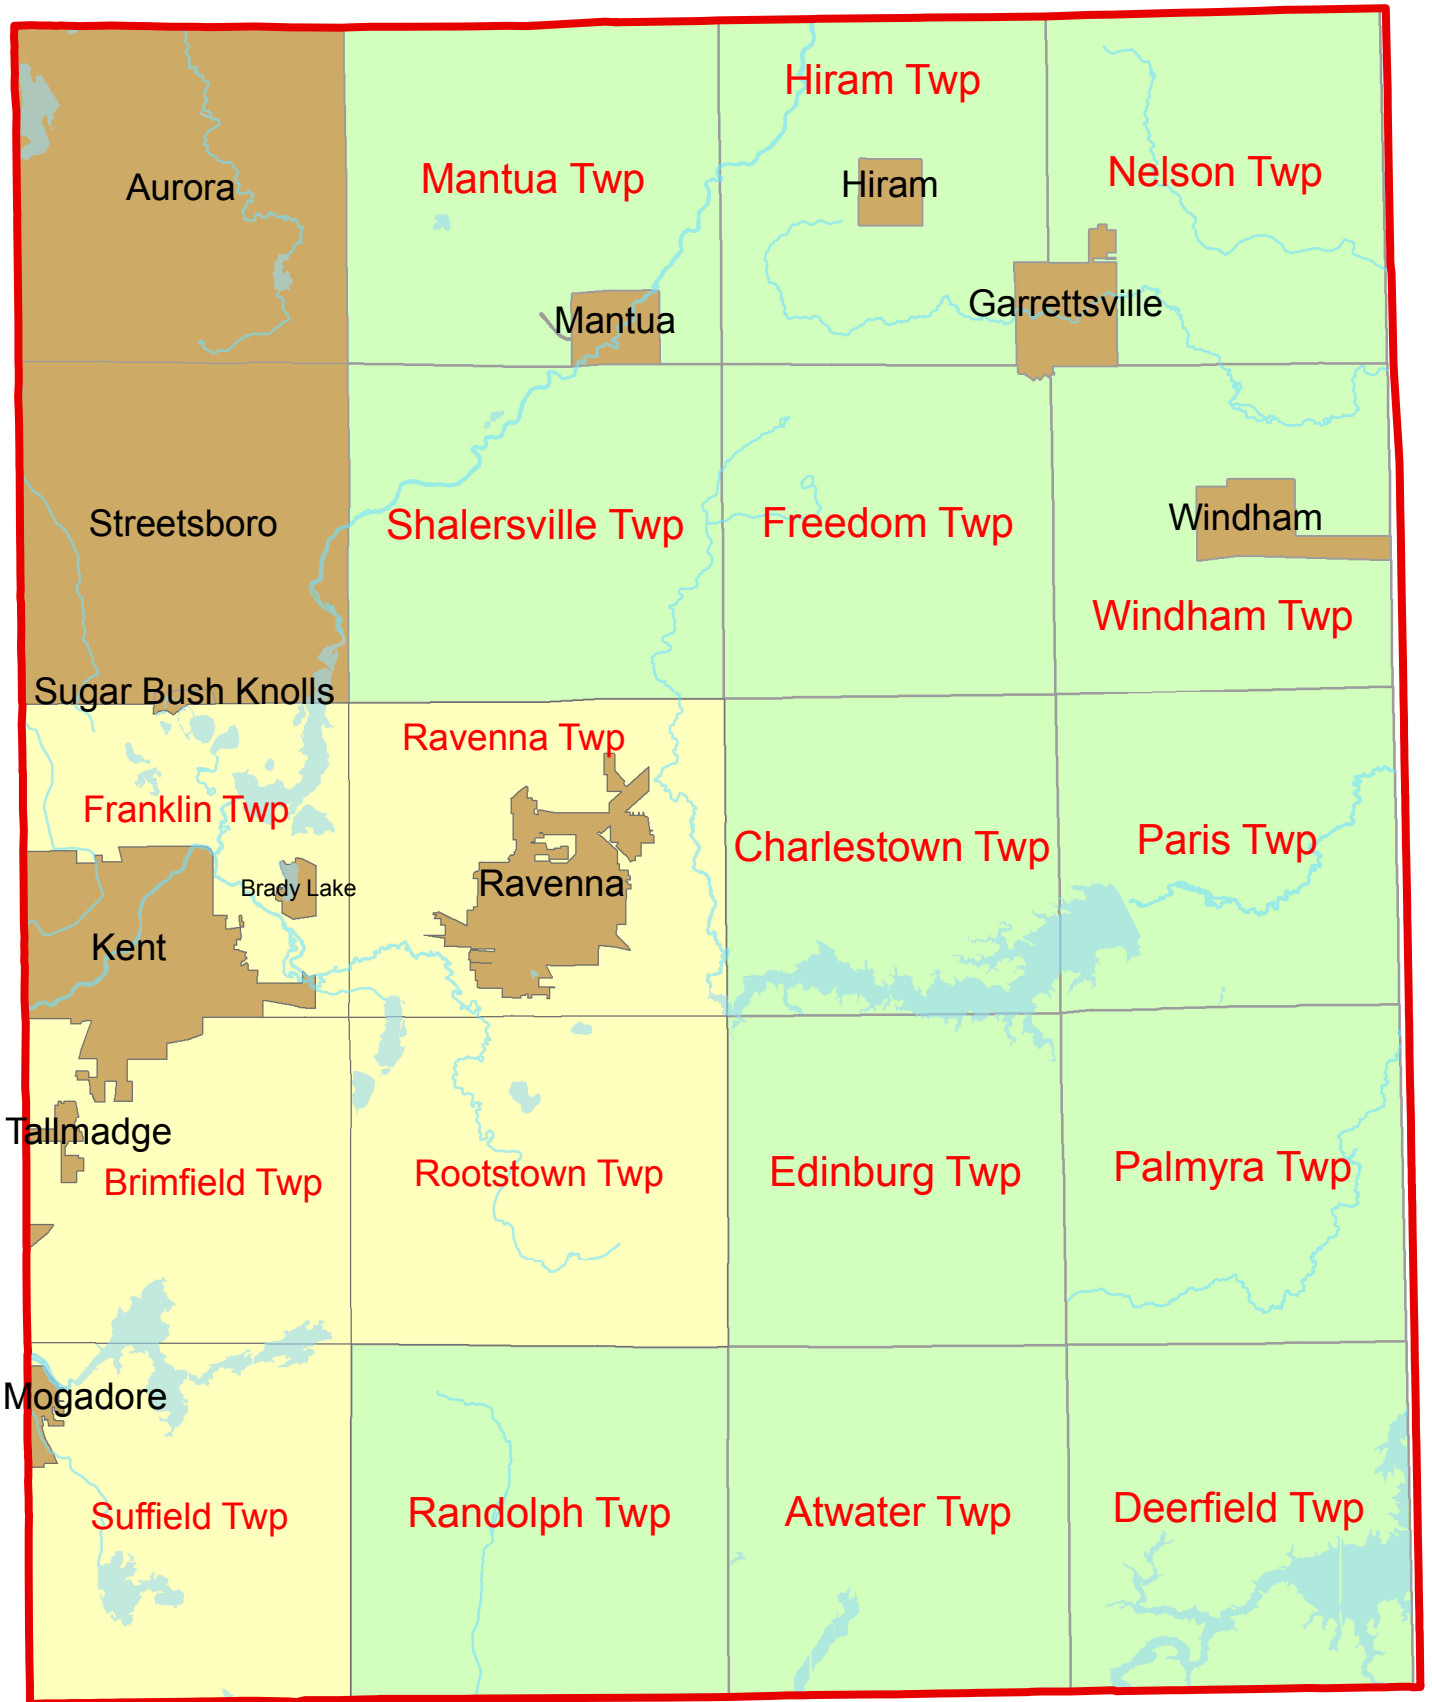 Hiram Twp
Nelson Twp
Mantua Twp
Hiram
Aurora
Garrettsville
Mantua
Windham
Streetsboro
Shalersville Twp
Freedom Twp
Windham Twp
Sugar Bush Knolls
Ravenna Twp
Franklin Twp
Charlestown Twp
Paris Twp
Brady Lake
Ravenna
Kent
Tallmadge
Brimfield Twp
Rootstown Twp
Edinburg Twp
Palmyra Twp
Mogadore
Suffield Twp
Randolph Twp
Atwater Twp
Deerfield Twp